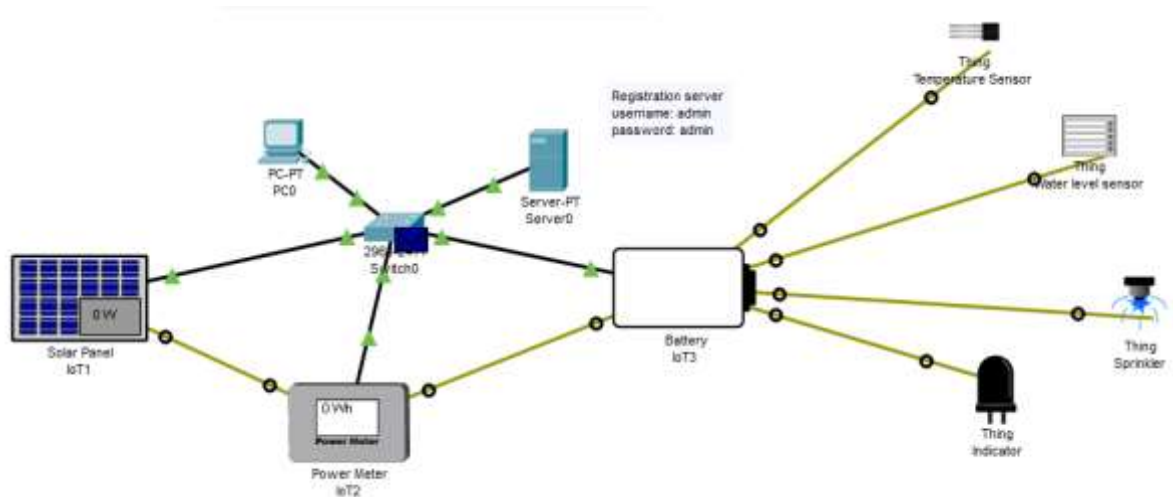 Thing
Temperature Sensor
Registration server
username: admin
password: admin
PC-PT
PC0
Server-PT
Server0
Thing
Water level sensor
Switch0
0 W
Solar Panel
IoT1
Battery
IoT3
Thing
Sprinkler
0 Wh
Power Meter
Power Meter
IoT2
Thing
Indicator